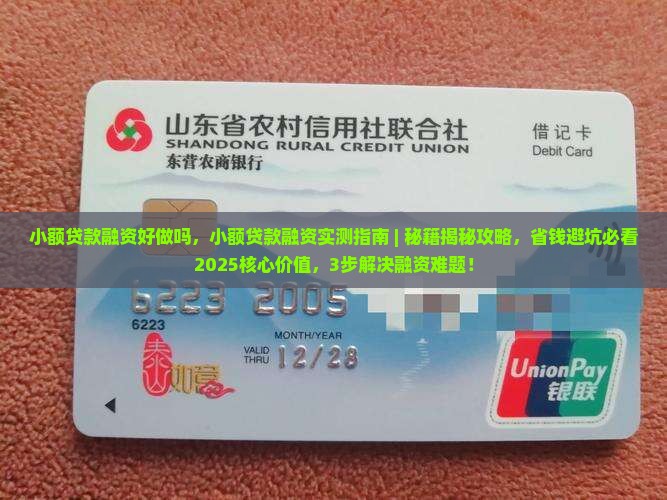 山东省农村信用社联合社
SHANDONG RURAL CREDIT UNION
东营农商银行
借记卡
Debit Card
小额贷款融资好做吗，小额贷款融资实测指南 | 秘籍揭秘攻略，省钱避坑必看
2025核心价值，3步解决融资难题！
6223 2005
6223
MONTH/YEAR
VALID THRU 12/28
泰山如意
UnionPay
银联